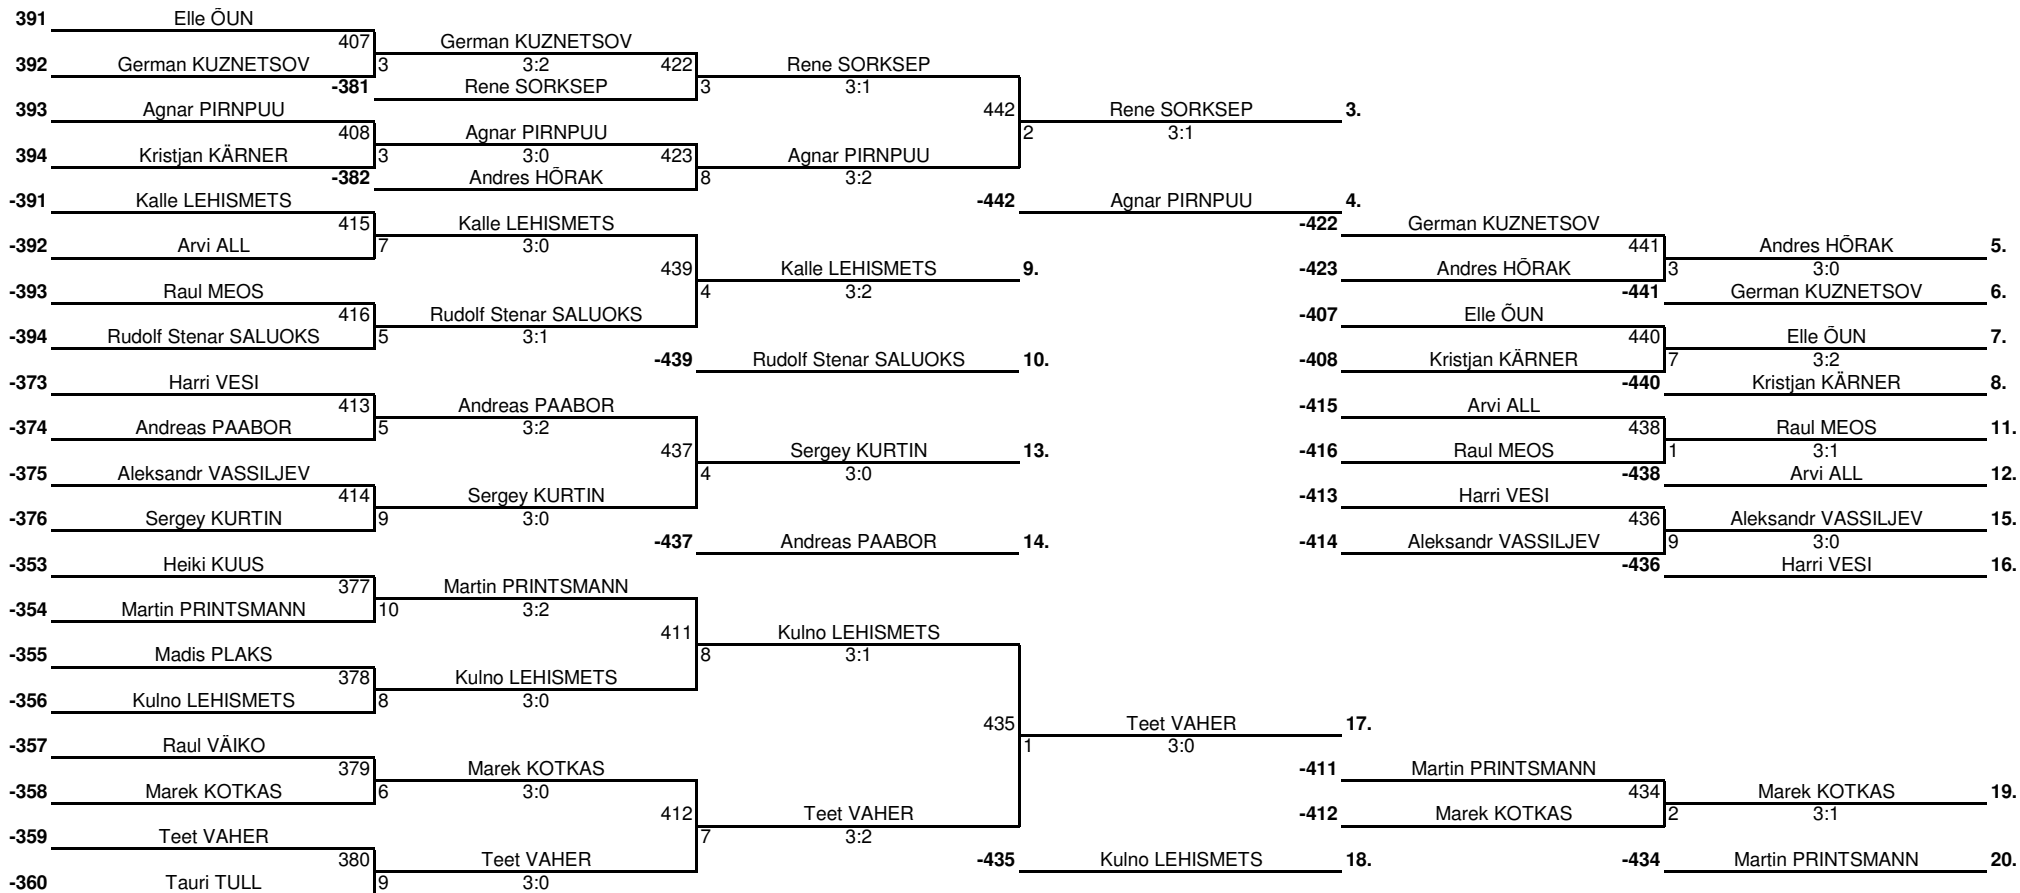 391 Elle ÕUN
407 German KUZNETSOV
392 German KUZNETSOV 3 3:2 422 Rene SORKSEP
-381 Rene SORKSEP 3 3:1
393 Agnar PIRNPUU 442 Rene SORKSEP 3.
408 Agnar PIRNPUU 2 3:1
394 Kristjan KÄRNER 3 3:0 423 Agnar PIRNPUU
-382 Andres HÕRAK 8 3:2
-391 Kalle LEHISMETS -442 Agnar PIRNPUU 4.
415 Kalle LEHISMETS -422 German KUZNETSOV
-392 Arvi ALL 7 3:0 441 Andres HÕRAK 5.
439 Kalle LEHISMETS 9. -423 Andres HÕRAK 3 3:0
-393 Raul MEOS 4 3:2 -441 German KUZNETSOV 6.
416 Rudolf Stenar SALUOKS -407 Elle ÕUN
-394 Rudolf Stenar SALUOKS 5 3:1 440 Elle ÕUN 7.
-439 Rudolf Stenar SALUOKS 10. -408 Kristjan KÄRNER 7 3:2
-373 Harri VESI -440 Kristjan KÄRNER 8.
413 Andreas PAABOR -415 Arvi ALL
-374 Andreas PAABOR 5 3:2 438 Raul MEOS 11.
437 Sergey KURTIN 13. -416 Raul MEOS 1 3:1
-375 Aleksandr VASSILJEV 4 3:0 -438 Arvi ALL 12.
414 Sergey KURTIN -413 Harri VESI
-376 Sergey KURTIN 9 3:0 436 Aleksandr VASSILJEV 15.
-437 Andreas PAABOR 14. -414 Aleksandr VASSILJEV 9 3:0
-353 Heiki KUUS -436 Harri VESI 16.
377 Martin PRINTSMANN
-354 Martin PRINTSMANN 10 3:2
411 Kulno LEHISMETS
-355 Madis PLAKS 8 3:1
378 Kulno LEHISMETS
-356 Kulno LEHISMETS 8 3:0
435 Teet VAHER 17.
-357 Raul VÄIKO 1 3:0
379 Marek KOTKAS -411 Martin PRINTSMANN
-358 Marek KOTKAS 6 3:0 434 Marek KOTKAS 19.
412 Teet VAHER -412 Marek KOTKAS 2 3:1
-359 Teet VAHER 7 3:2
380 Teet VAHER -435 Kulno LEHISMETS 18. -434 Martin PRINTSMANN 20.
-360 Tauri TULL 9 3:0